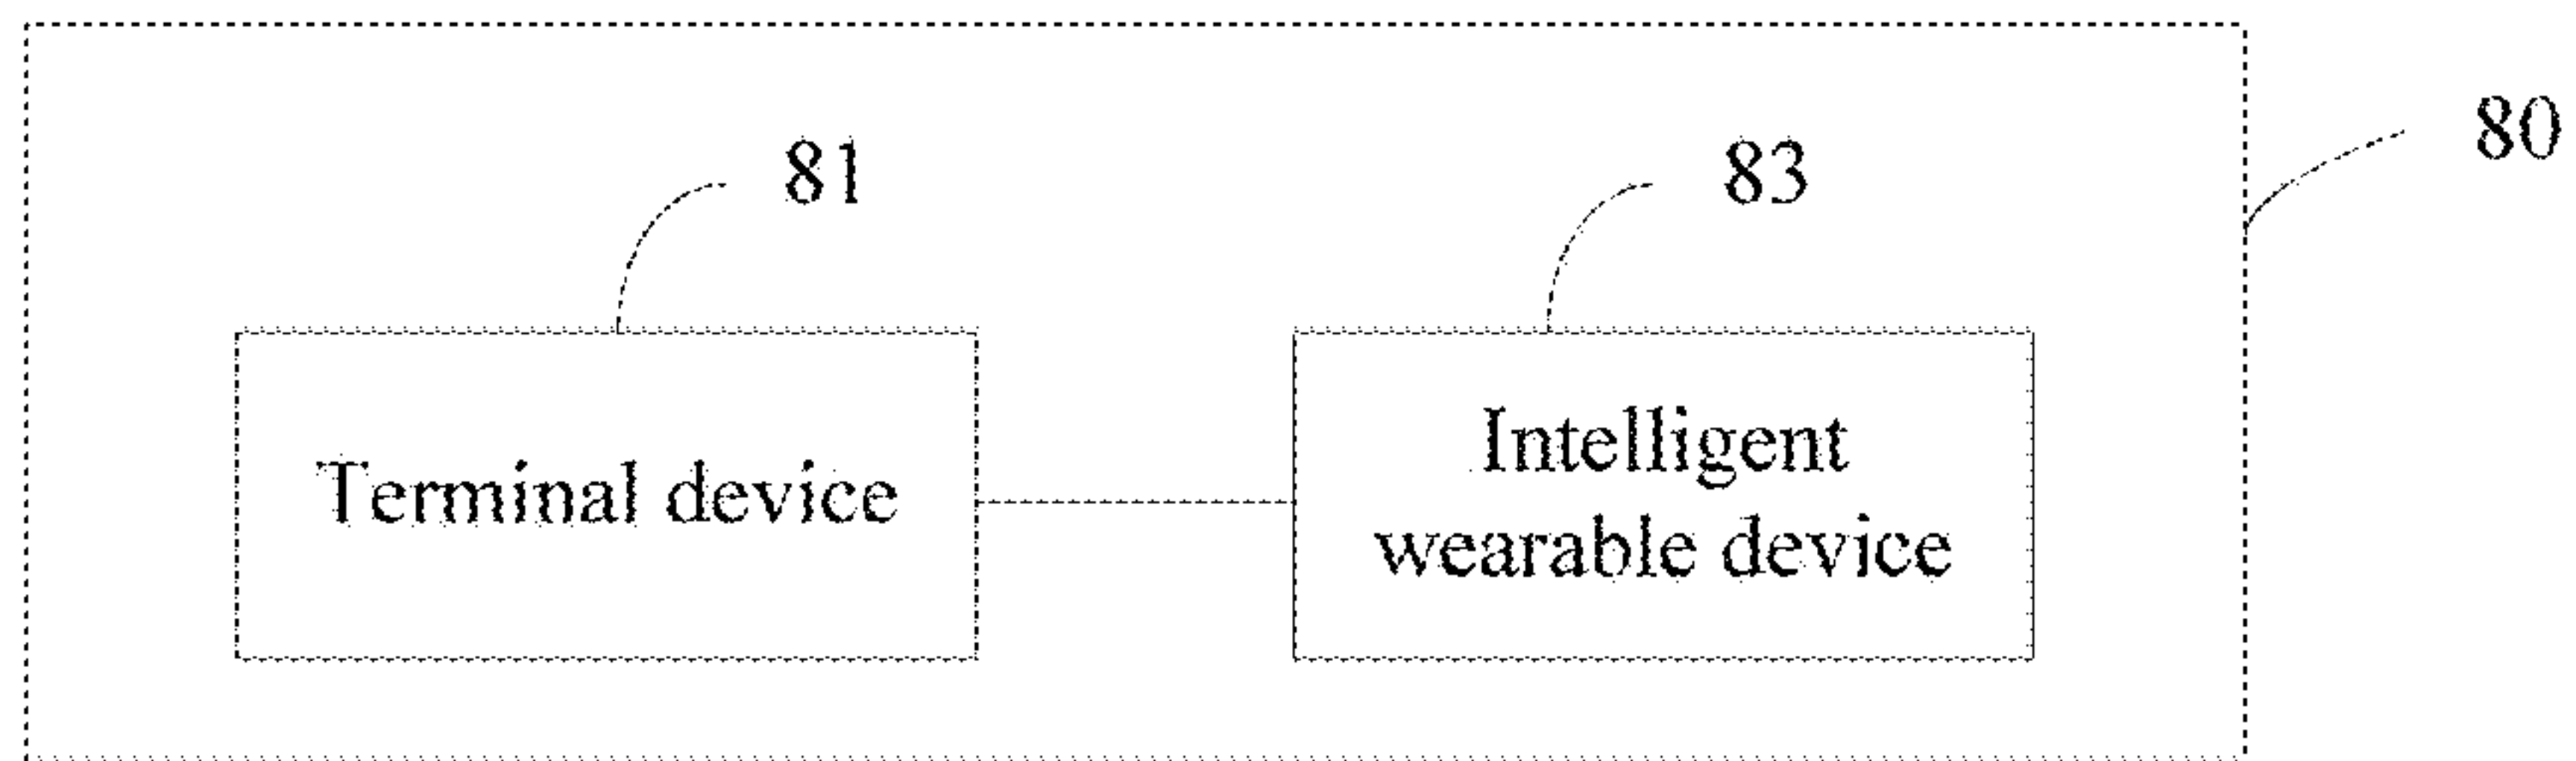 80
81
83
Terminal device
Intelligent
wearable device